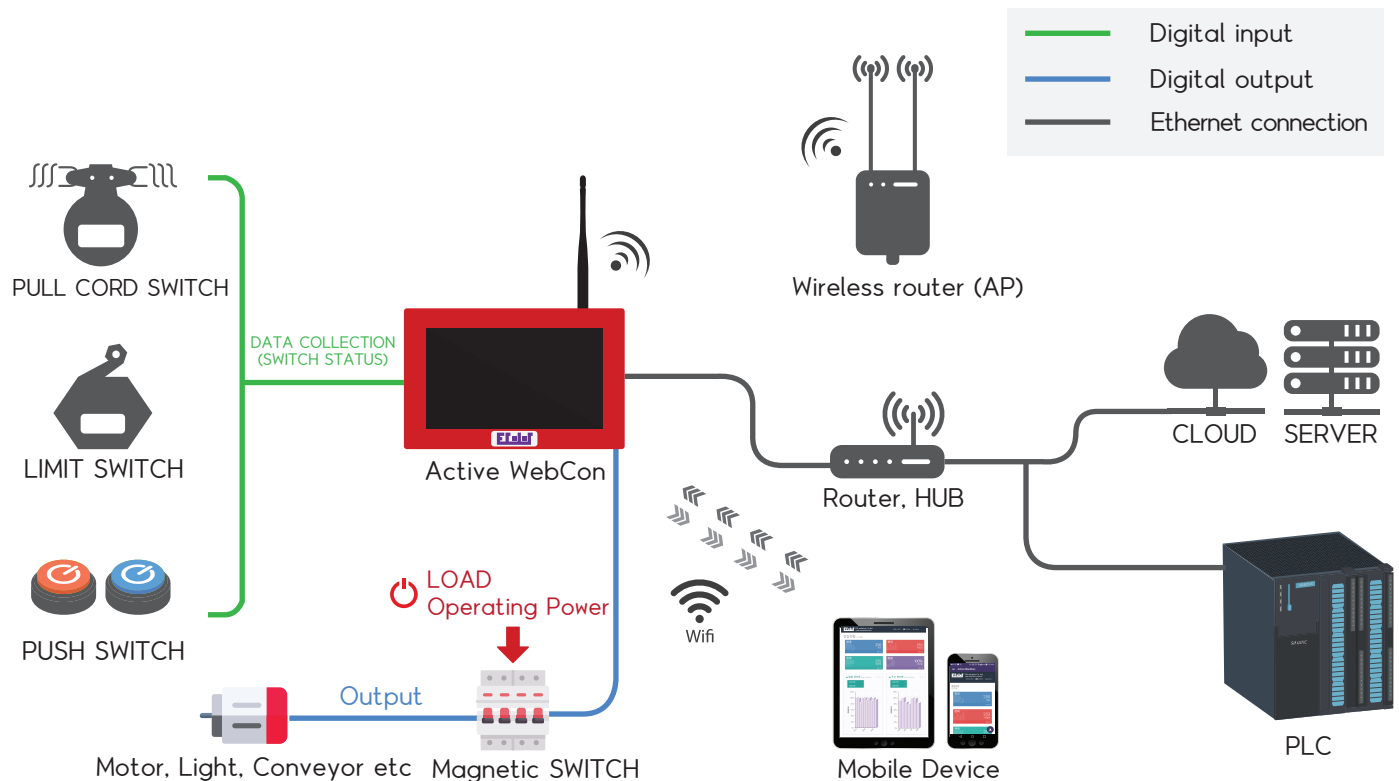 Digital input
Digital output
Ethernet connection
PULL CORD SWITCH
Wireless router (AP)
DATA COLLECTION
(SWITCH STATUS)
LIMIT SWITCH
Active WebCon
CLOUD
SERVER
Router, HUB
LOAD
Operating Power
Wifi
PUSH SWITCH
Output
Motor, Light, Conveyor etc
Magnetic SWITCH
Mobile Device
PLC